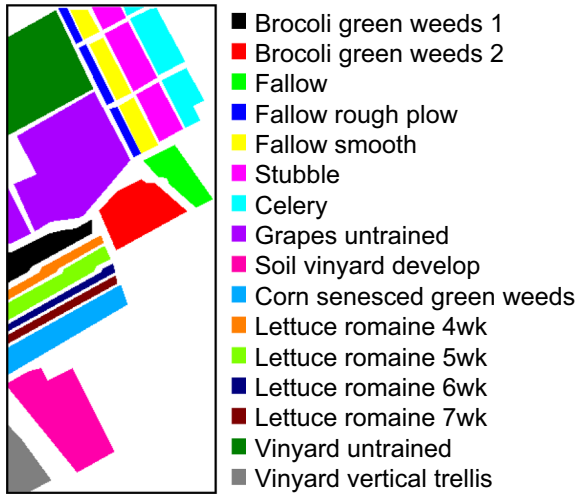 Brocoli green weeds 1
Brocoli green weeds 2
Fallow
Fallow rough plow
Fallow smooth
Stubble
Celery
Grapes untrained
Soil vinyard develop
Corn senesced green weeds
Lettuce romaine 4wk
Lettuce romaine 5wk
Lettuce romaine 6wk
Lettuce romaine 7wk
Vinyard untrained
Vinyard vertical trellis